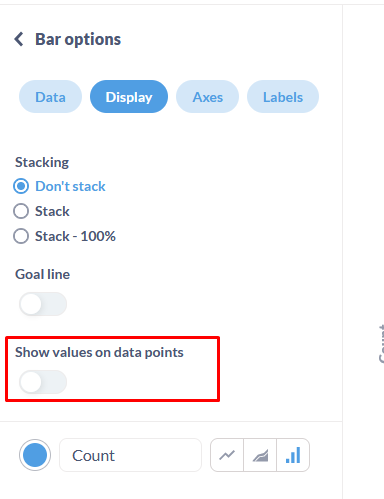 Bar options
Data Display Axes Labels
Stacking
Don't stack
Stack
Stack - 100%
Goal line
Show values on data points
Count
Count